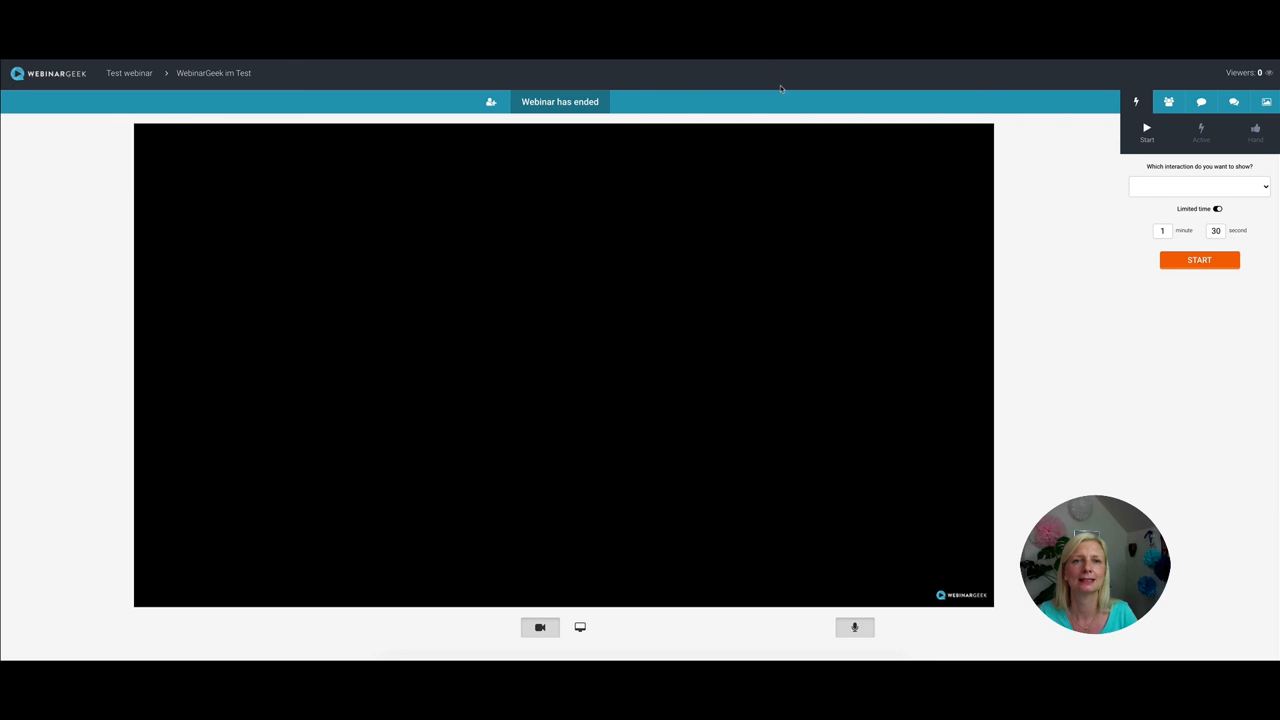 WEBINARGEEK
Test webinar > WebinarGeek im Test
Viewers: 0
Webinar has ended
Start
Active
Hand
Which interaction do you want to show?
Limited time
1 minute 30 second
START
WEBINARGEEK